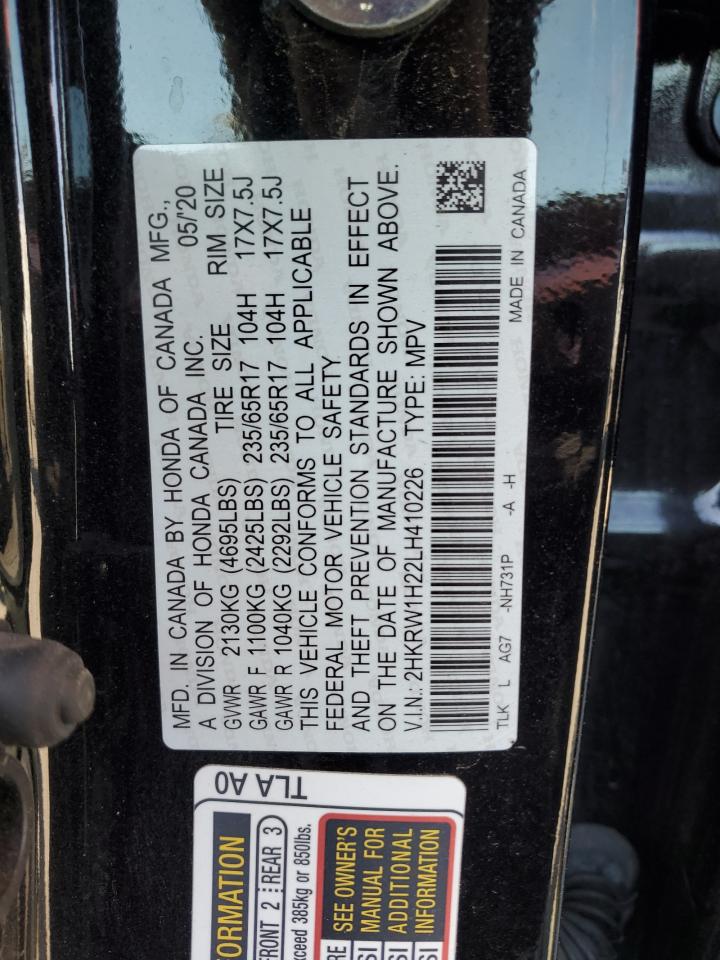 MFD. IN CANADA BY HONDA OF CANADA MFG.,
A DIVISION OF HONDA CANADA INC. 05/'20
GVWR 2130KG (4695LBS) TIRE SIZE RIM SIZE
GAWR F 1100KG (2425LBS) 235/65R17 104H 17X7.5J
GAWR R 1040KG (2292LBS) 235/65R17 104H 17X7.5J
THIS VEHICLE CONFORMS TO ALL APPLICABLE
FEDERAL MOTOR VEHICLE SAFETY
AND THEFT PREVENTION STANDARDS IN EFFECT
ON THE DATE OF MANUFACTURE SHOWN ABOVE.
V.I.N.: 2HKRW1H22LH410226 TYPE: MPV
TLK L AG7 -NH731P -A -H MADE IN CANADA
TLA A0
FRONT 2 REAR 3
385kg or 850lbs.
SEE OWNER'S
MANUAL FOR
ADDITIONAL
INFORMATION